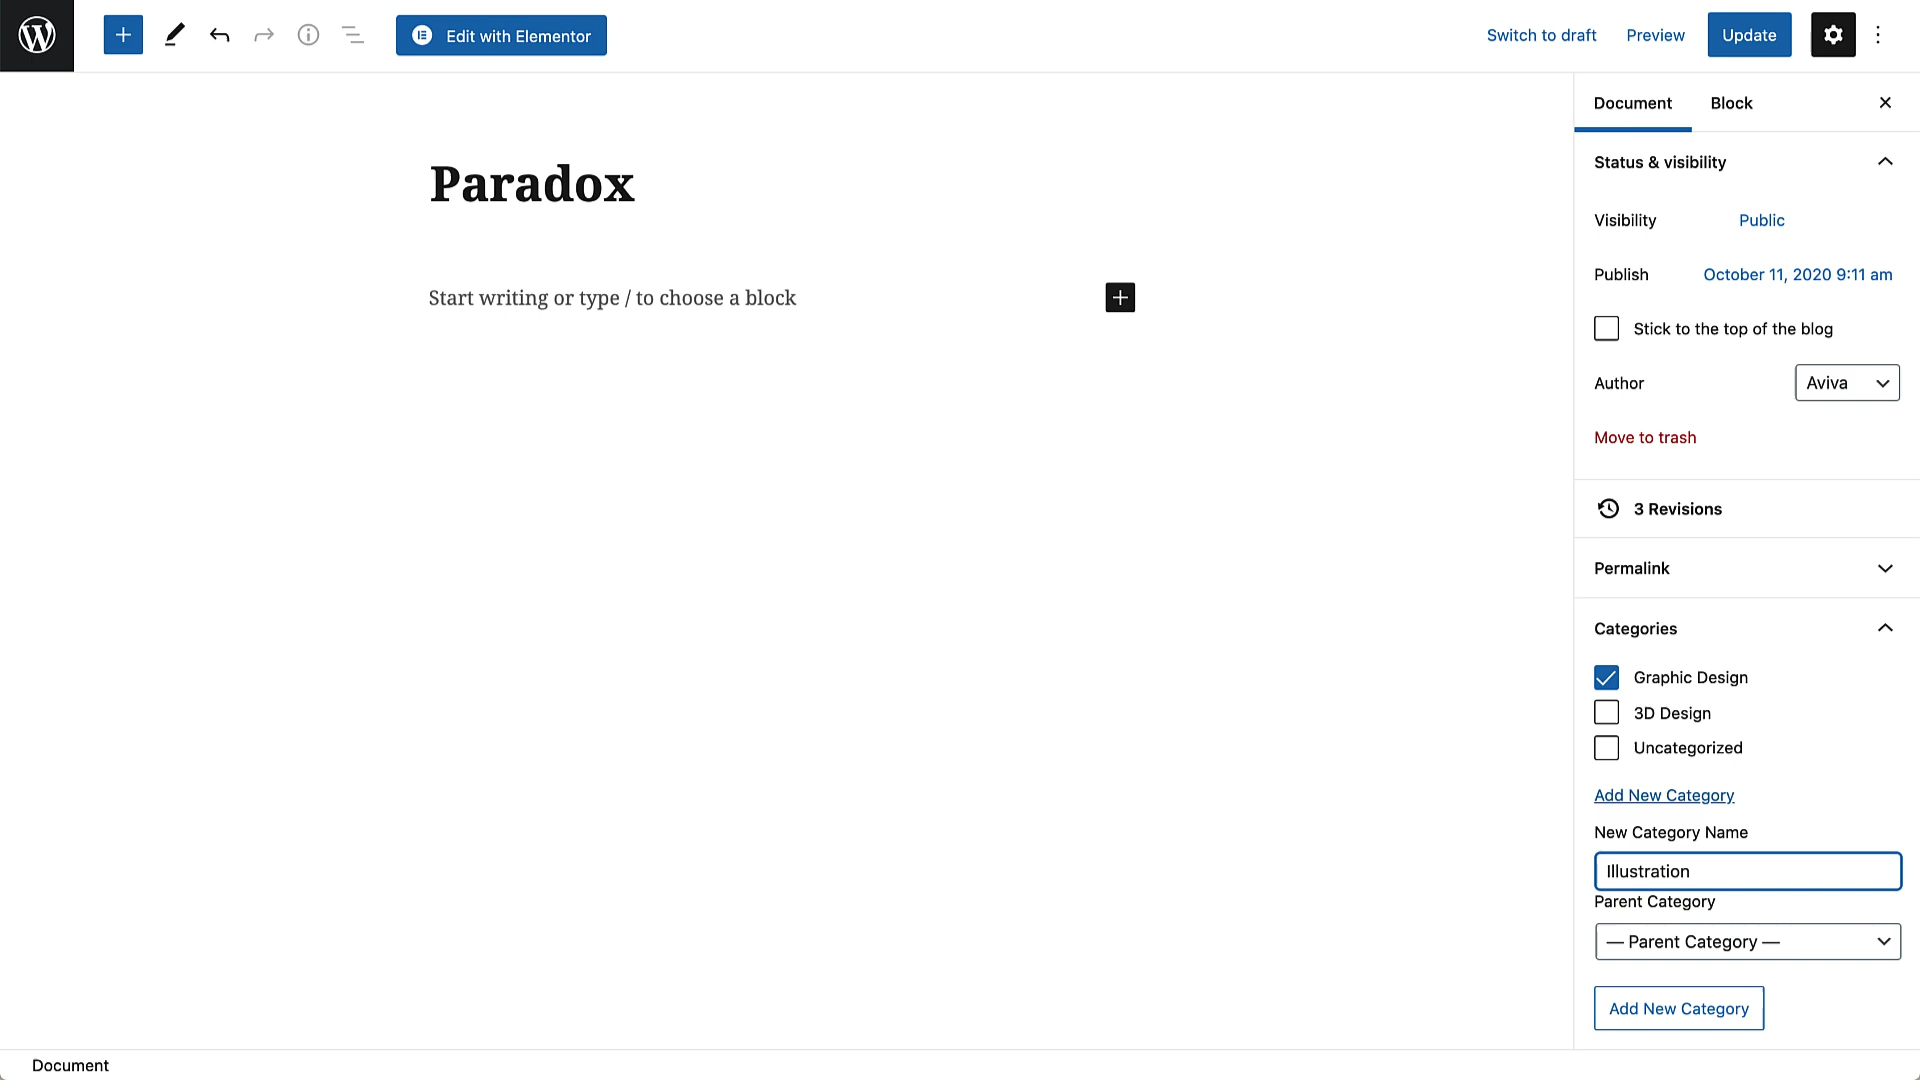 Edit with Elementor
Switch to draft
Preview
Update
Document
Block
Paradox
Start writing or type / to choose a block
Status & visibility
Visibility
Public
Publish
October 11, 2020 9:11 am
Stick to the top of the blog
Author
Aviva
Move to trash
3 Revisions
Permalink
Categories
Graphic Design
3D Design
Uncategorized
Add New Category
New Category Name
Illustration
Parent Category
— Parent Category —
Add New Category
Document